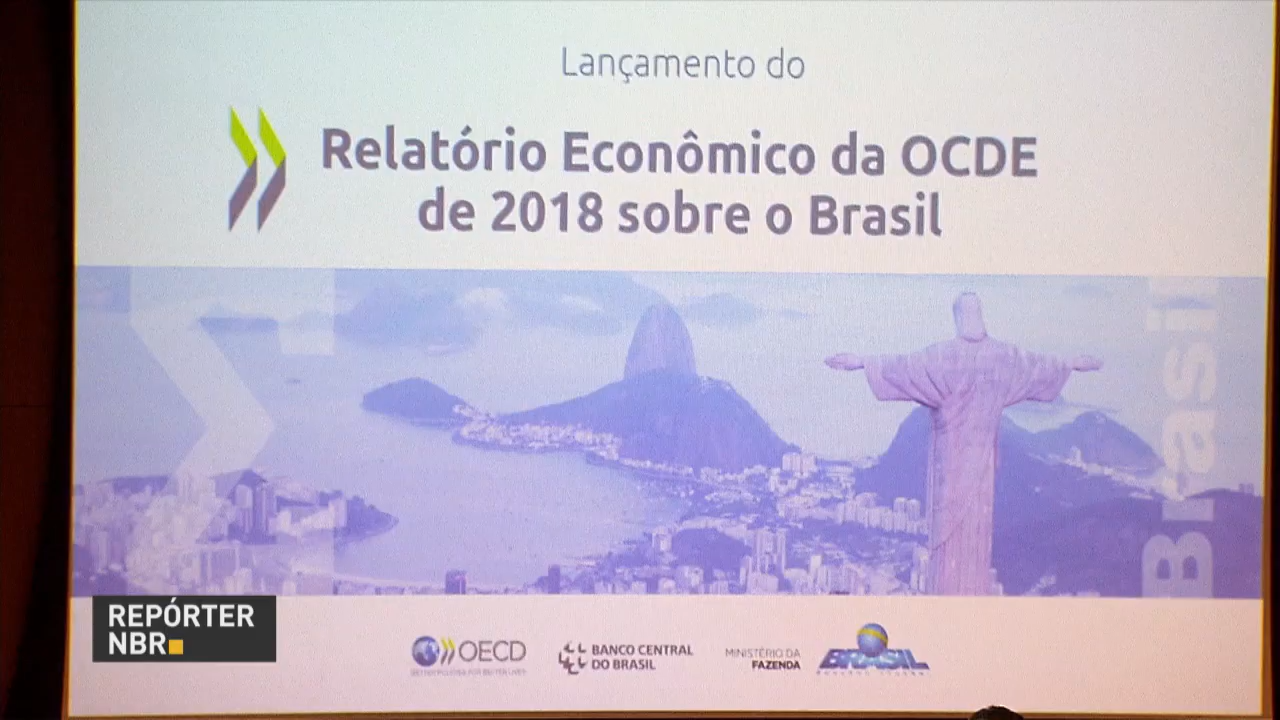 Lançamento do
Relatório Econômico da OCDE
de 2018 sobre o Brasil
Brasil
REPÓRTER
NBR
OECD
BANCO CENTRAL
DO BRASIL
MINISTÉRIO DA
FAZENDA
BRASIL